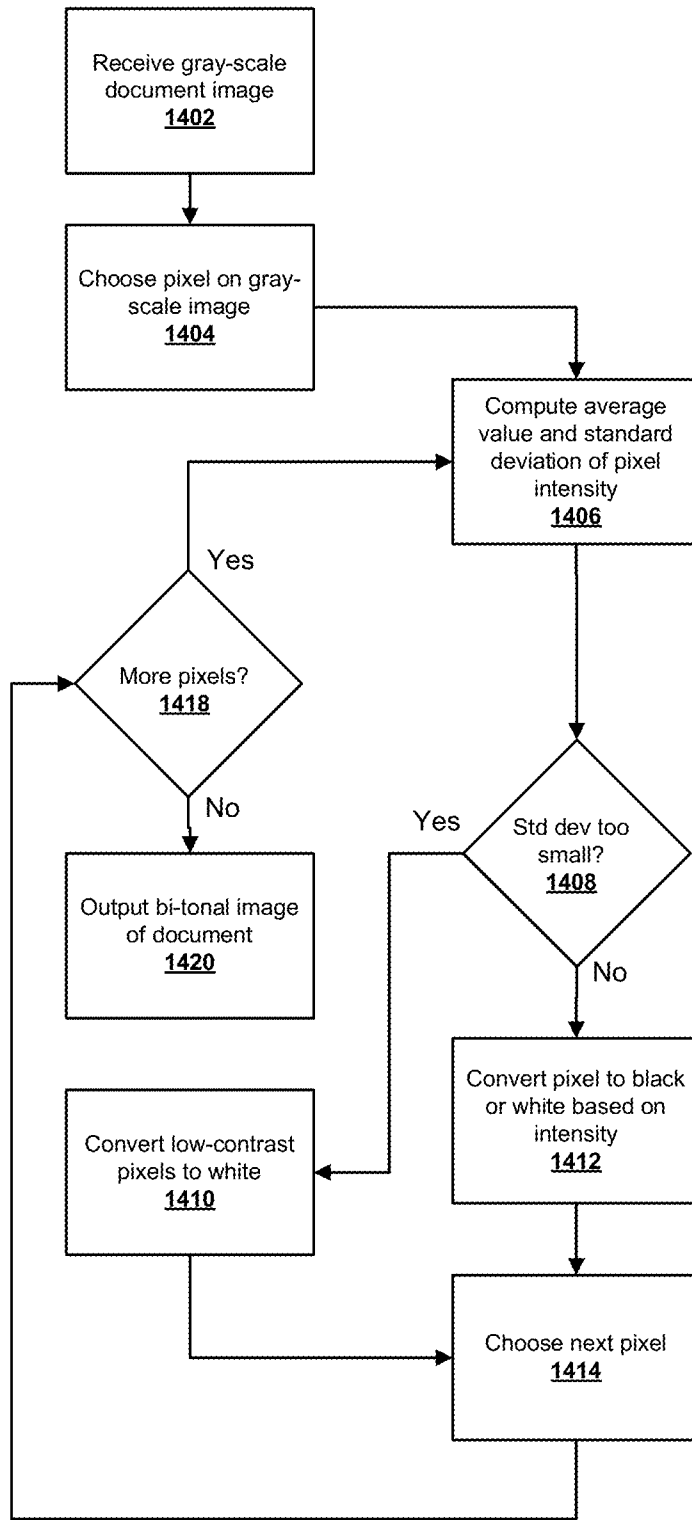 Receive gray-scale
document image
1402
Choose pixel on gray-
scale image
1404
Compute average
value and standard
deviation of pixel
intensity
1406
Yes
More pixels?
1418
No
Yes
Std dev too
small?
1408
Output bi-tonal image
of document
1420
No
Convert pixel to black
or white based on
intensity
1412
Convert low-contrast
pixels to white
1410
Choose next pixel
1414